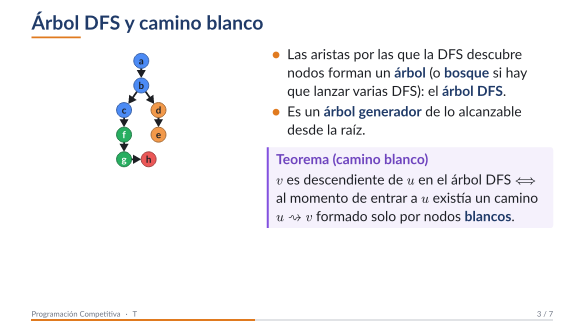 Árbol DFS y camino blanco
a
b
c d
f e
g h
Las aristas por las que la DFS descubre
nodos forman un árbol (o bosque si hay
que lanzar varias DFS): el árbol DFS.
Es un árbol generador de lo alcanzable
desde la raíz.
Teorema (camino blanco)
v es descendiente de u en el árbol DFS ⟺
al momento de entrar a u existía un camino
u ⇝ v formado solo por nodos blancos.
Programación Competitiva · T
3 / 7